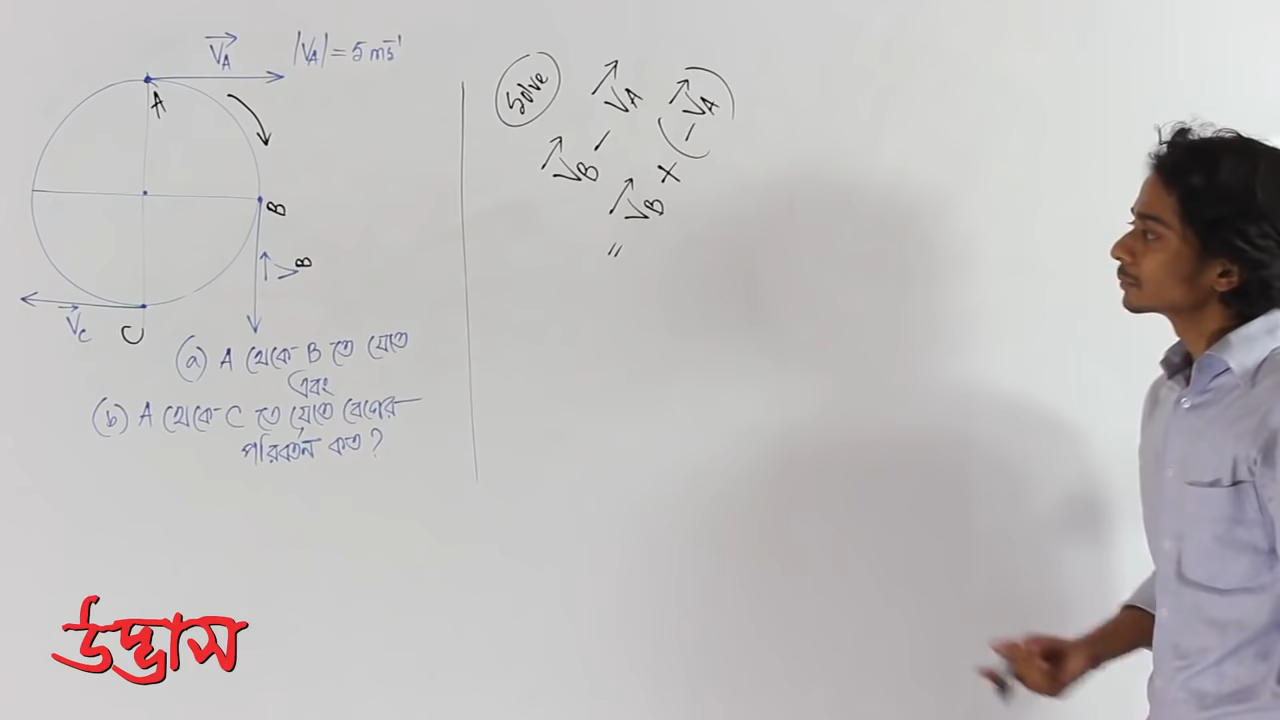 V⃗A |VA| = 5 ms⁻¹
A
B
V⃗B
V⃗C
C
(a) A থেকে B তে যেতে
এবং
(b) A থেকে C তে যেতে বেগের
পরিবর্তন কত?
Solve
V⃗B - V⃗A
= V⃗B + (-V⃗A)
উদ্ভাস